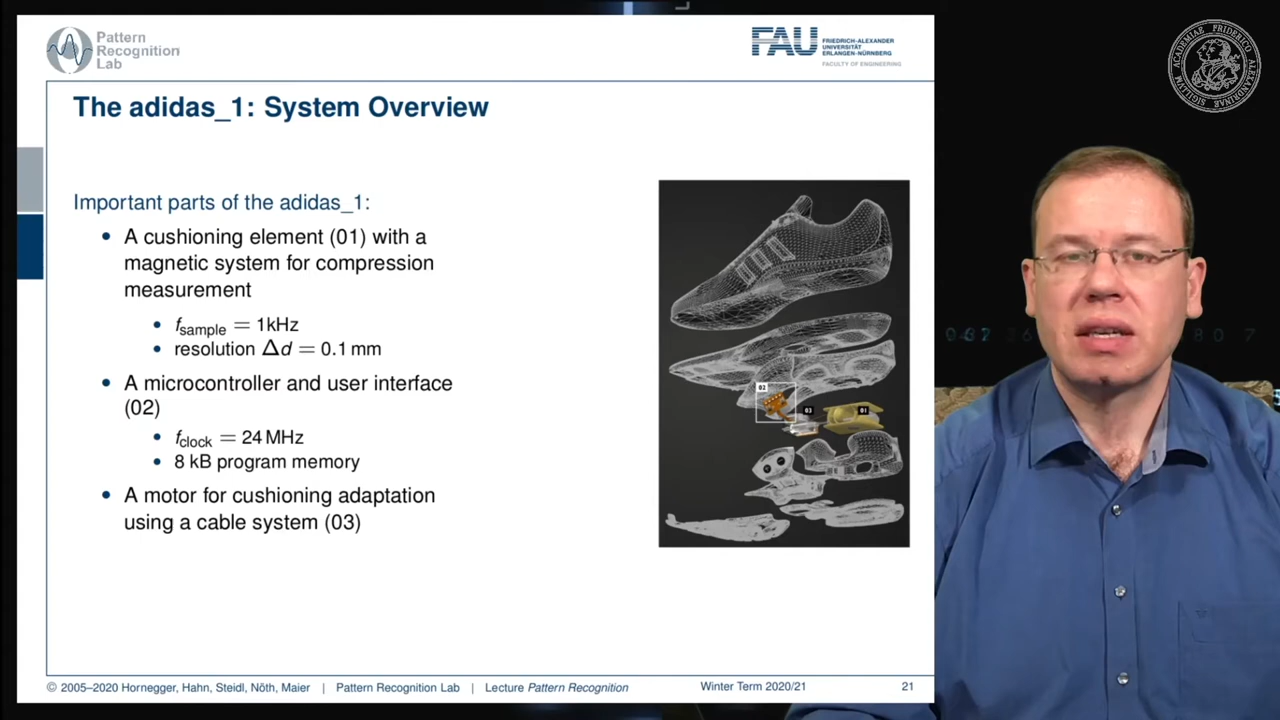 Pattern
Recognition
Lab
FAU
FRIEDRICH-ALEXANDER
UNIVERSITÄT
ERLANGEN-NÜRNBERG
FACULTY OF ENGINEERING
The adidas_1: System Overview
Important parts of the adidas_1:
• A cushioning element (01) with a
magnetic system for compression
measurement
• fsample = 1kHz
• resolution Δd = 0.1 mm
• A microcontroller and user interface
(02)
• fclock = 24 MHz
• 8 kB program memory
• A motor for cushioning adaptation
using a cable system (03)
02
03
01
© 2005–2020 Hornegger, Hahn, Steidl, Nöth, Maier | Pattern Recognition Lab | Lecture Pattern Recognition Winter Term 2020/21 21